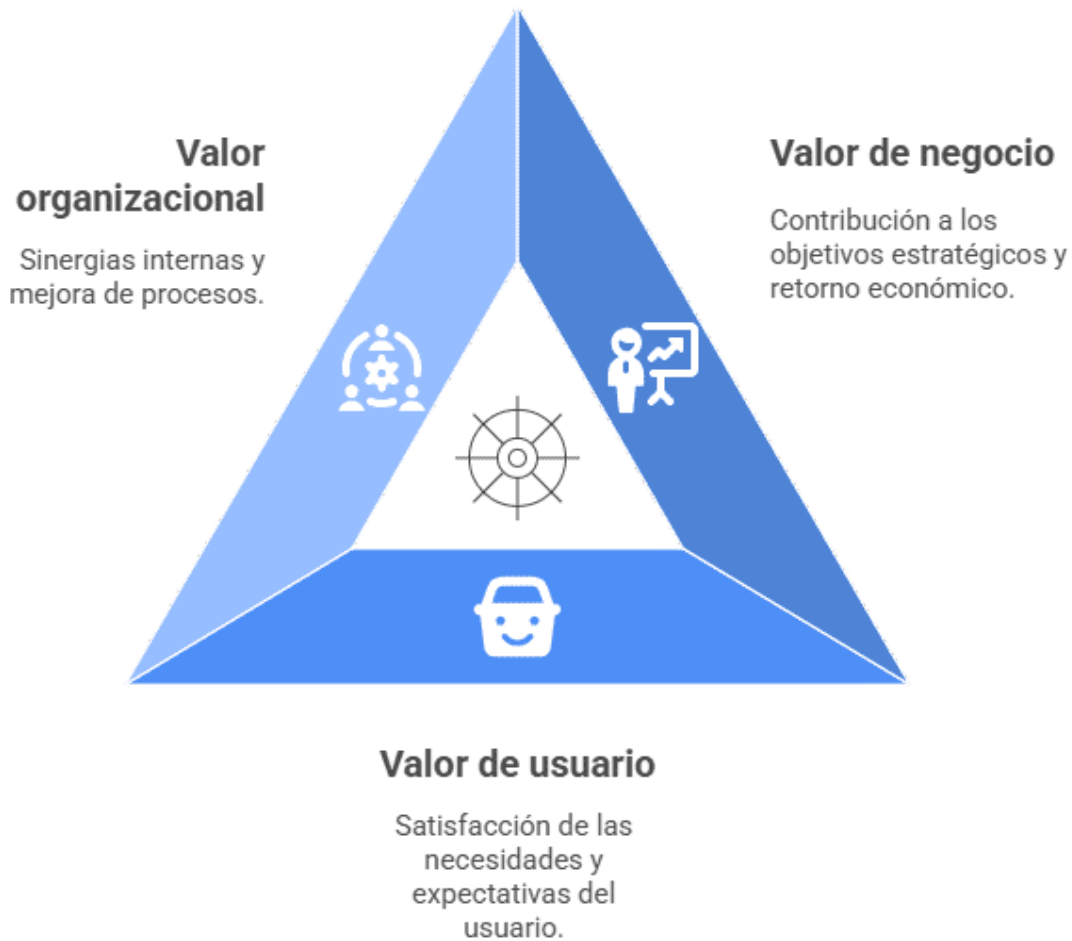 Valor
organizacional
Sinergias internas y
mejora de procesos.
Valor de negocio
Contribución a los
objetivos estratégicos y
retorno económico.
Valor de usuario
Satisfacción de las
necesidades y
expectativas del
usuario.